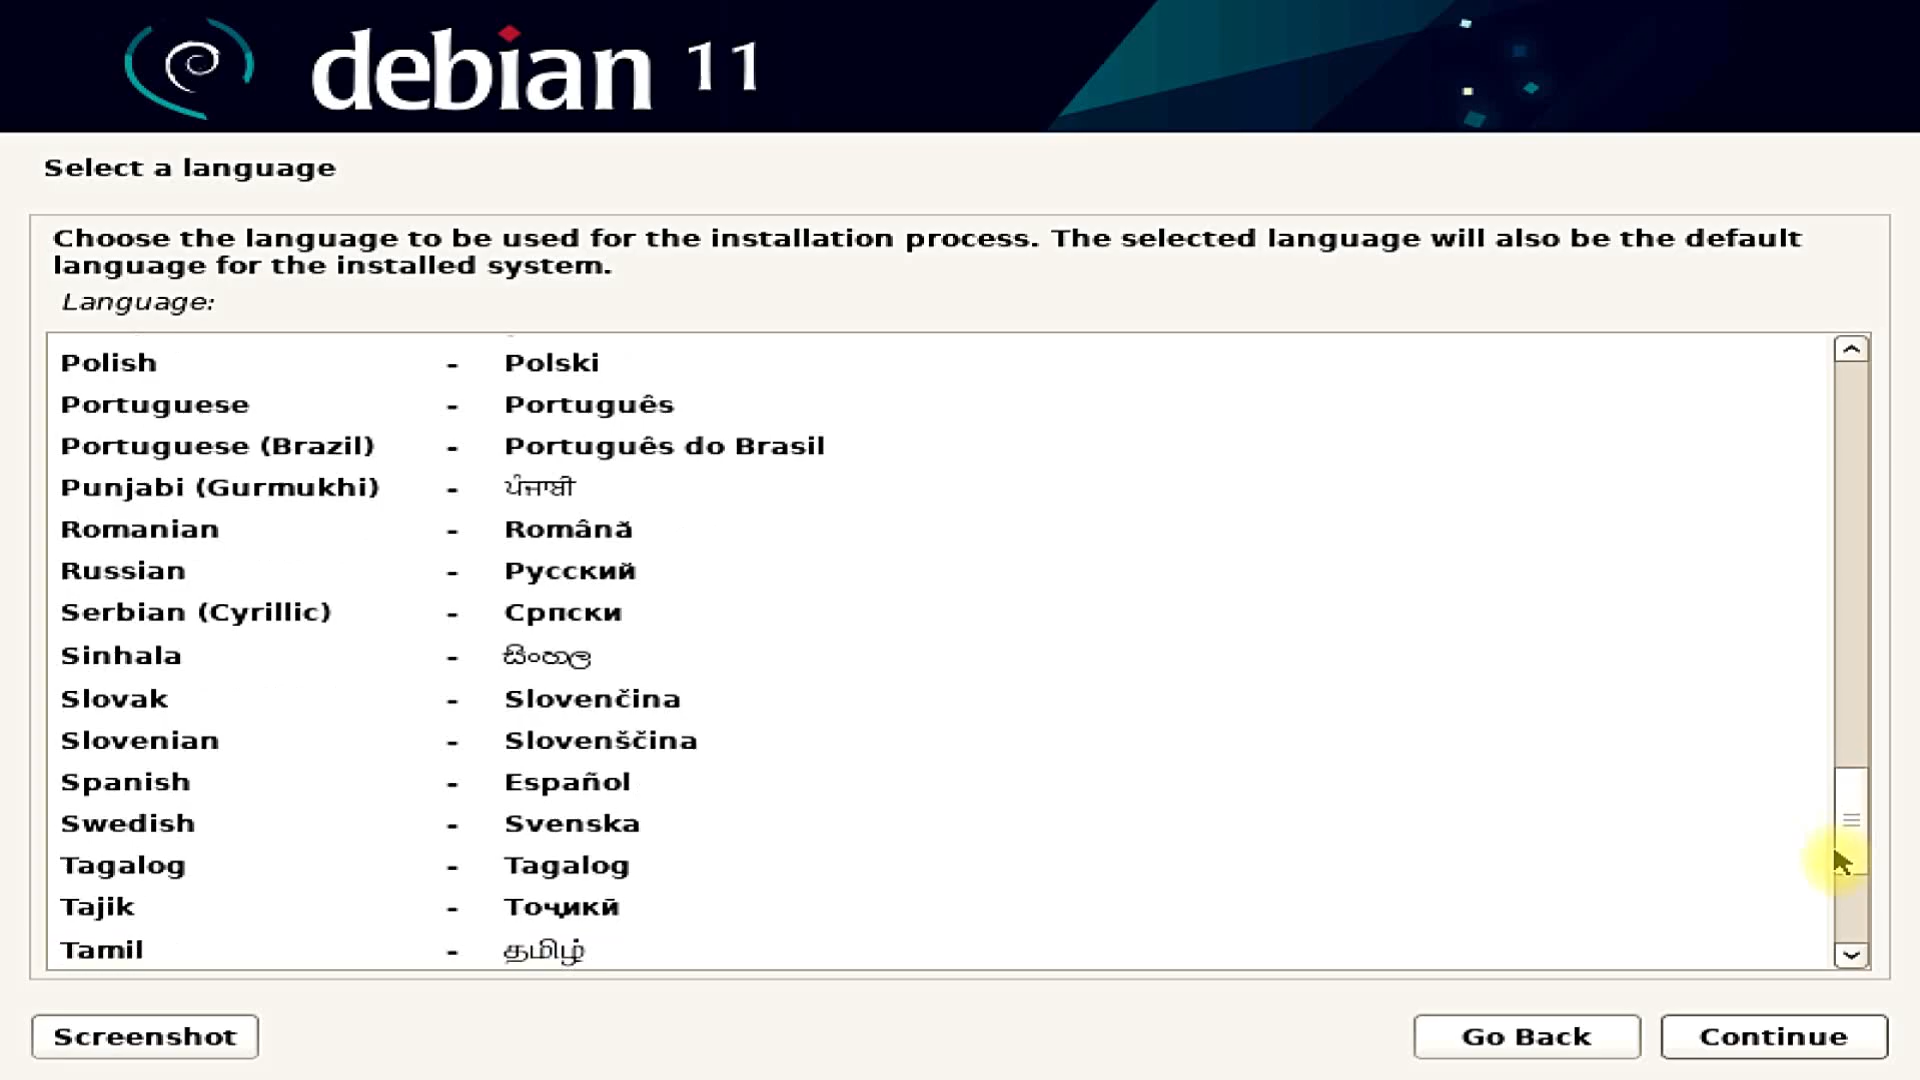 debian 11
Select a language
Choose the language to be used for the installation process. The selected language will also be the default
language for the installed system.
Language:
Polish - Polski
Portuguese - Português
Portuguese (Brazil) - Português do Brasil
Punjabi (Gurmukhi) - ਪੰਜਾਬੀ
Romanian - Română
Russian - Русский
Serbian (Cyrillic) - Српски
Sinhala - සිංහල
Slovak - Slovenčina
Slovenian - Slovenščina
Spanish - Español
Swedish - Svenska
Tagalog - Tagalog
Tajik - Тоҷикӣ
Tamil - தமிழ்
Screenshot Go Back Continue